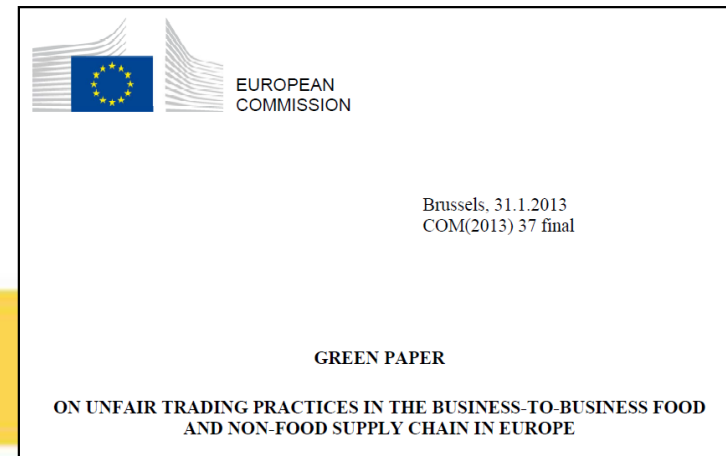 EUROPEAN
COMMISSION
Brussels, 31.1.2013
COM(2013) 37 final
GREEN PAPER
ON UNFAIR TRADING PRACTICES IN THE BUSINESS-TO-BUSINESS FOOD
AND NON-FOOD SUPPLY CHAIN IN EUROPE